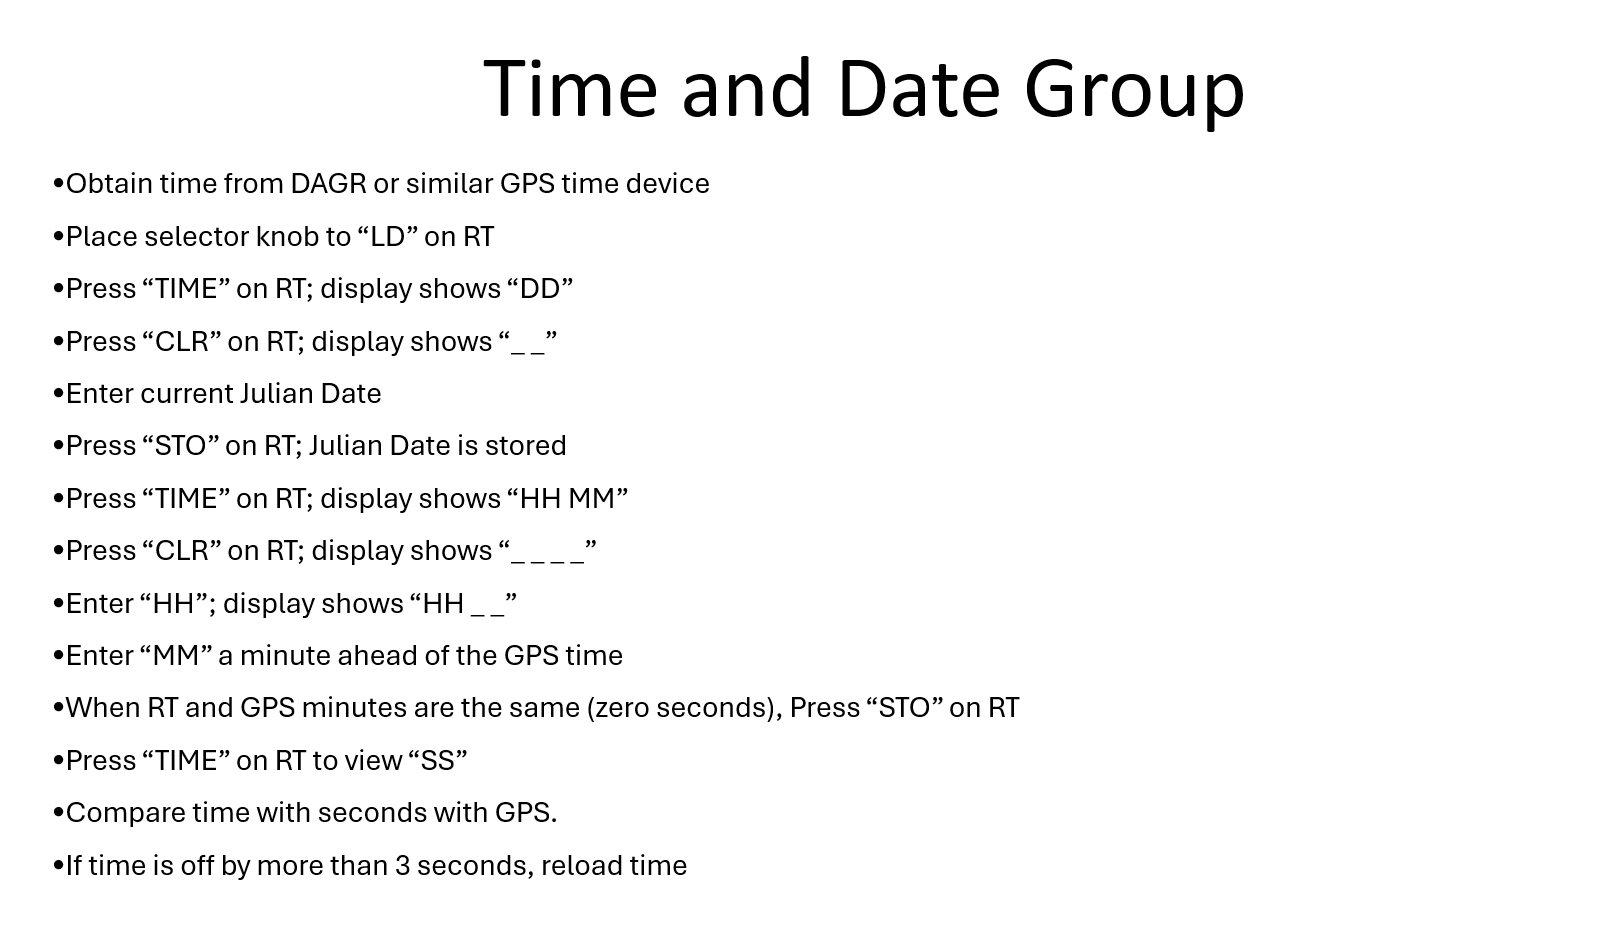 Time and Date Group
•Obtain time from DAGR or similar GPS time device
•Place selector knob to “LD” on RT
•Press “TIME” on RT; display shows “DD”
•Press “CLR” on RT; display shows “_ _”
•Enter current Julian Date
•Press “STO” on RT; Julian Date is stored
•Press “TIME” on RT; display shows “HH MM”
•Press “CLR” on RT; display shows “_ _ _ _”
•Enter “HH”; display shows “HH _ _”
•Enter “MM” a minute ahead of the GPS time
•When RT and GPS minutes are the same (zero seconds), Press “STO” on RT
•Press “TIME” on RT to view “SS”
•Compare time with seconds with GPS.
•If time is off by more than 3 seconds, reload time